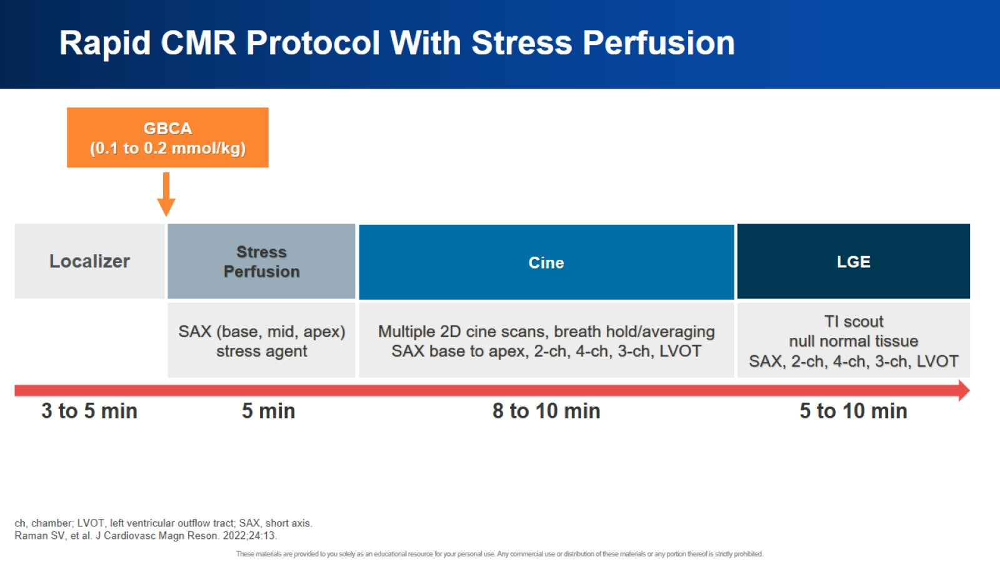 Rapid CMR Protocol With Stress Perfusion
GBCA
(0.1 to 0.2 mmol/kg)
Localizer
Stress
Perfusion
Cine
LGE
SAX (base, mid, apex)
stress agent
Multiple 2D cine scans, breath hold/averaging
SAX base to apex, 2-ch, 4-ch, 3-ch, LVOT
TI scout
null normal tissue
SAX, 2-ch, 4-ch, 3-ch, LVOT
3 to 5 min
5 min
8 to 10 min
5 to 10 min
ch, chamber; LVOT, left ventricular outflow tract; SAX, short axis.
Raman SV, et al. J Cardiovasc Magn Reson. 2022;24:13.
These materials are provided to you solely as an educational resource for your personal use. Any commercial use or distribution of these materials or any portion thereof is strictly prohibited.